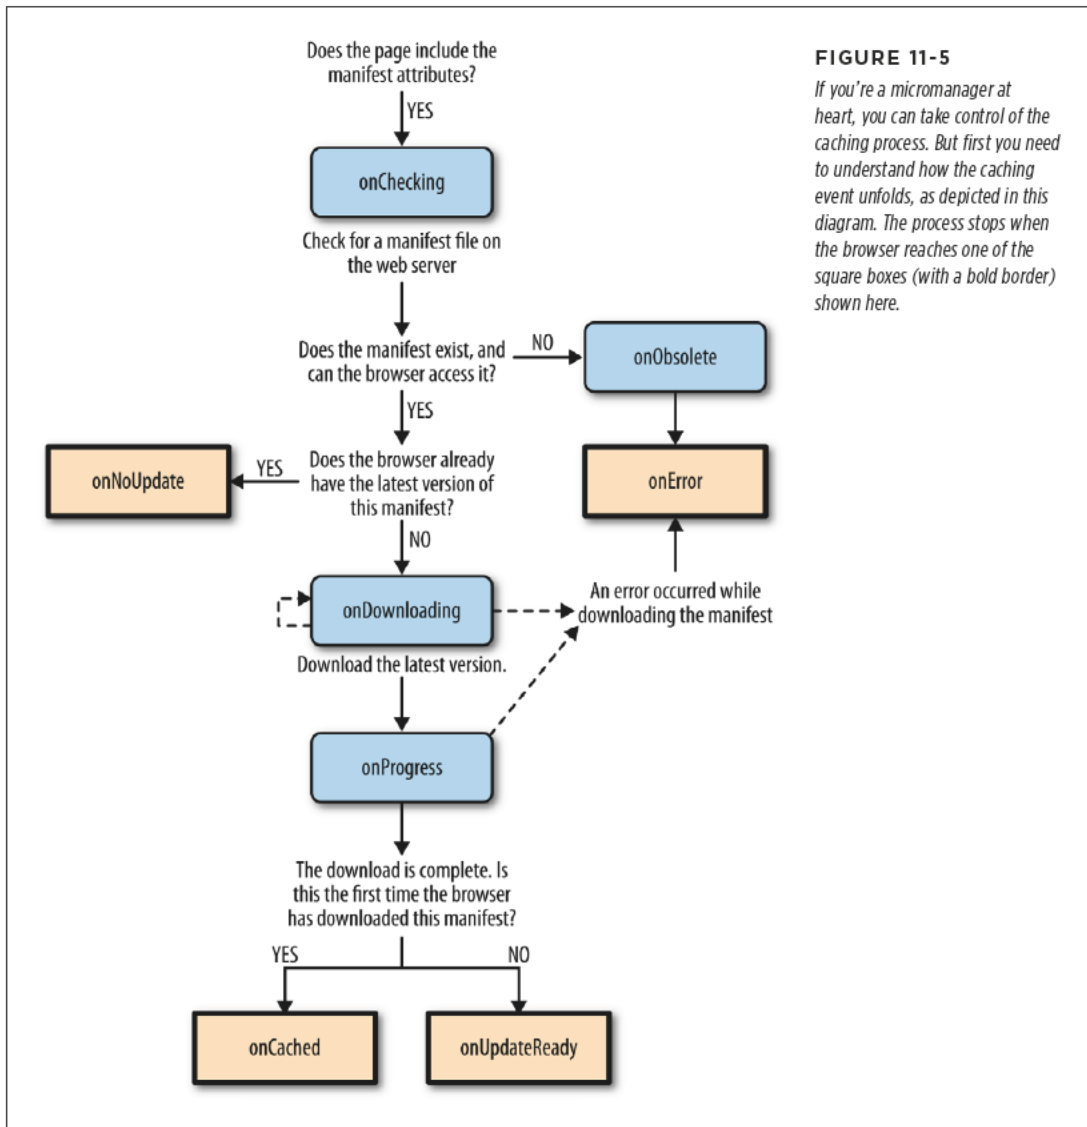 Does the page include the
manifest attributes?
YES
onChecking
Check for a manifest file on
the web server
Does the manifest exist, and
can the browser access it?
NO
onObsolete
YES
onError
Does the browser already
have the latest version of
this manifest?
YES
onNoUpdate
NO
onDownloading
An error occurred while
downloading the manifest
Download the latest version.
onProgress
The download is complete. Is
this the first time the browser
has downloaded this manifest?
YES
NO
onCached
onUpdateReady
FIGURE 11-5
If you're a micromanager at
heart, you can take control of the
caching process. But first you need
to understand how the caching
event unfolds, as depicted in this
diagram. The process stops when
the browser reaches one of the
square boxes (with a bold border)
shown here.